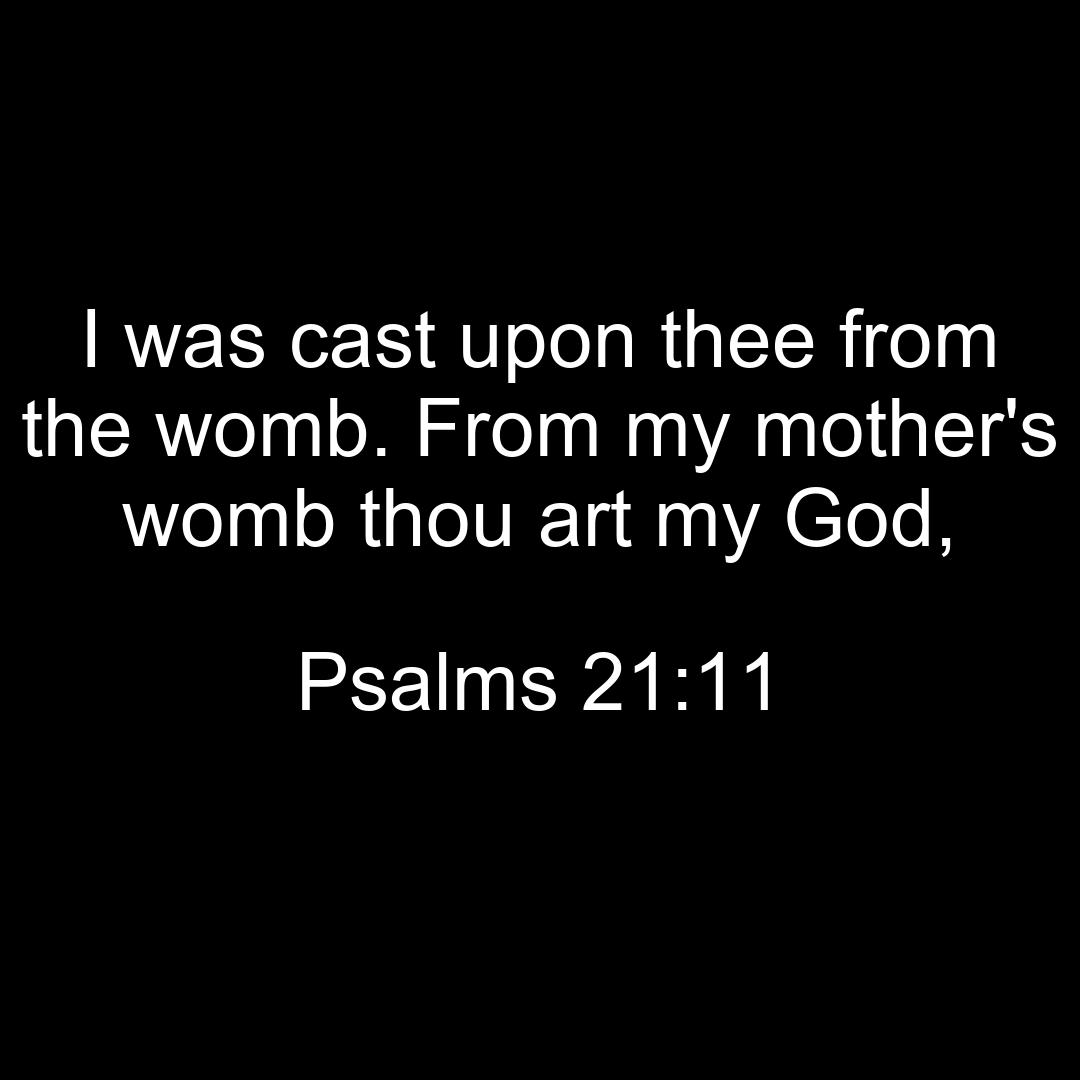 I was cast upon thee from
the womb. From my mother's
womb thou art my God,
Psalms 21:11